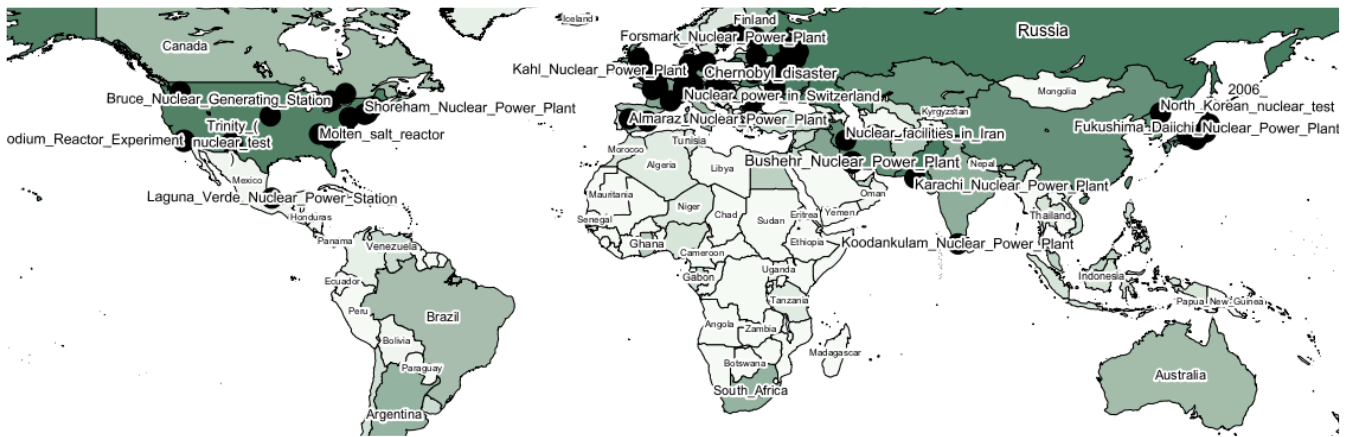 Iceland
Finland
Canada
Forsmark_Nuclear_Power_Plant
Russia
Kahl_Nuclear_Power_Plant
Chernobyl_disaster
Mongolia
2006_
Bruce_Nuclear_Generating_Station
Nuclear_power_in_Switzerland
North_Korean_nuclear_test
Shoreham_Nuclear_Power_Plant
Kyrgyzstan
Trinity_(
nuclear_test
Almaraz_Nuclear_Power_Plant
Fukushima_Daiichi_Nuclear_Power_Plant
odium_Reactor_Experiment
Molten_salt_reactor
Nuclear_facilities_in_Iran
Tunisia
Morocco
Algeria
Libya
Bushehr_Nuclear_Power_Plant
Nepal
Mexico
Karachi_Nuclear_Power_Plant
Laguna_Verde_Nuclear_Power_Station
Mauritania
Oman
Niger
Chad
Sudan
Eritrea
Yemen
Thailand
Honduras
Senegal
Panama
Venezuela
Ghana
Cameroon
Ethiopia
Koodankulam_Nuclear_Power_Plant
Ecuador
Gabon
Uganda
Indonesia
Peru
Brazil
Tanzania
Papua_New_Guinea
Angola
Zambia
Bolivia
Madagascar
Paraguay
Botswana
Australia
South_Africa
Argentina